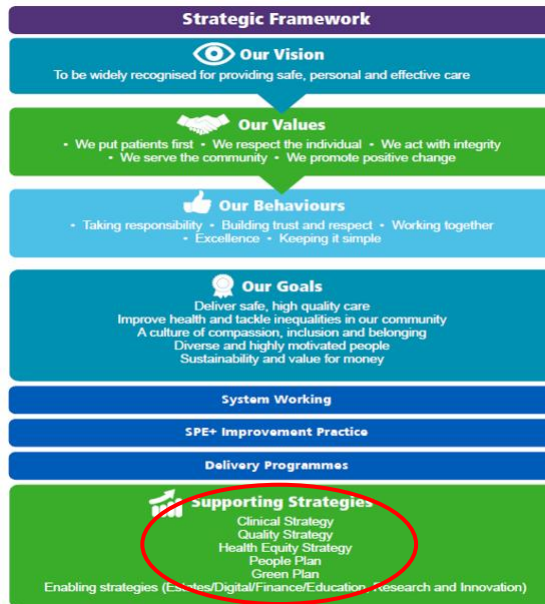 Strategic Framework
Our Vision
To be widely recognised for providing safe, personal and effective care
Our Values
• We put patients first • We respect the individual • We act with integrity
• We serve the community • We promote positive change
Our Behaviours
• Taking responsibility • Building trust and respect • Working together
• Excellence • Keeping it simple
Our Goals
Deliver safe, high quality care
Improve health and tackle inequalities in our community
A culture of compassion, inclusion and belonging
Diverse and highly motivated people
Sustainability and value for money
System Working
SPE+ Improvement Practice
Delivery Programmes
Supporting Strategies
Clinical Strategy
Quality Strategy
Health Equity Strategy
People Plan
Green Plan
Enabling strategies (Estates/Digital/Finance/Education, Research and Innovation)